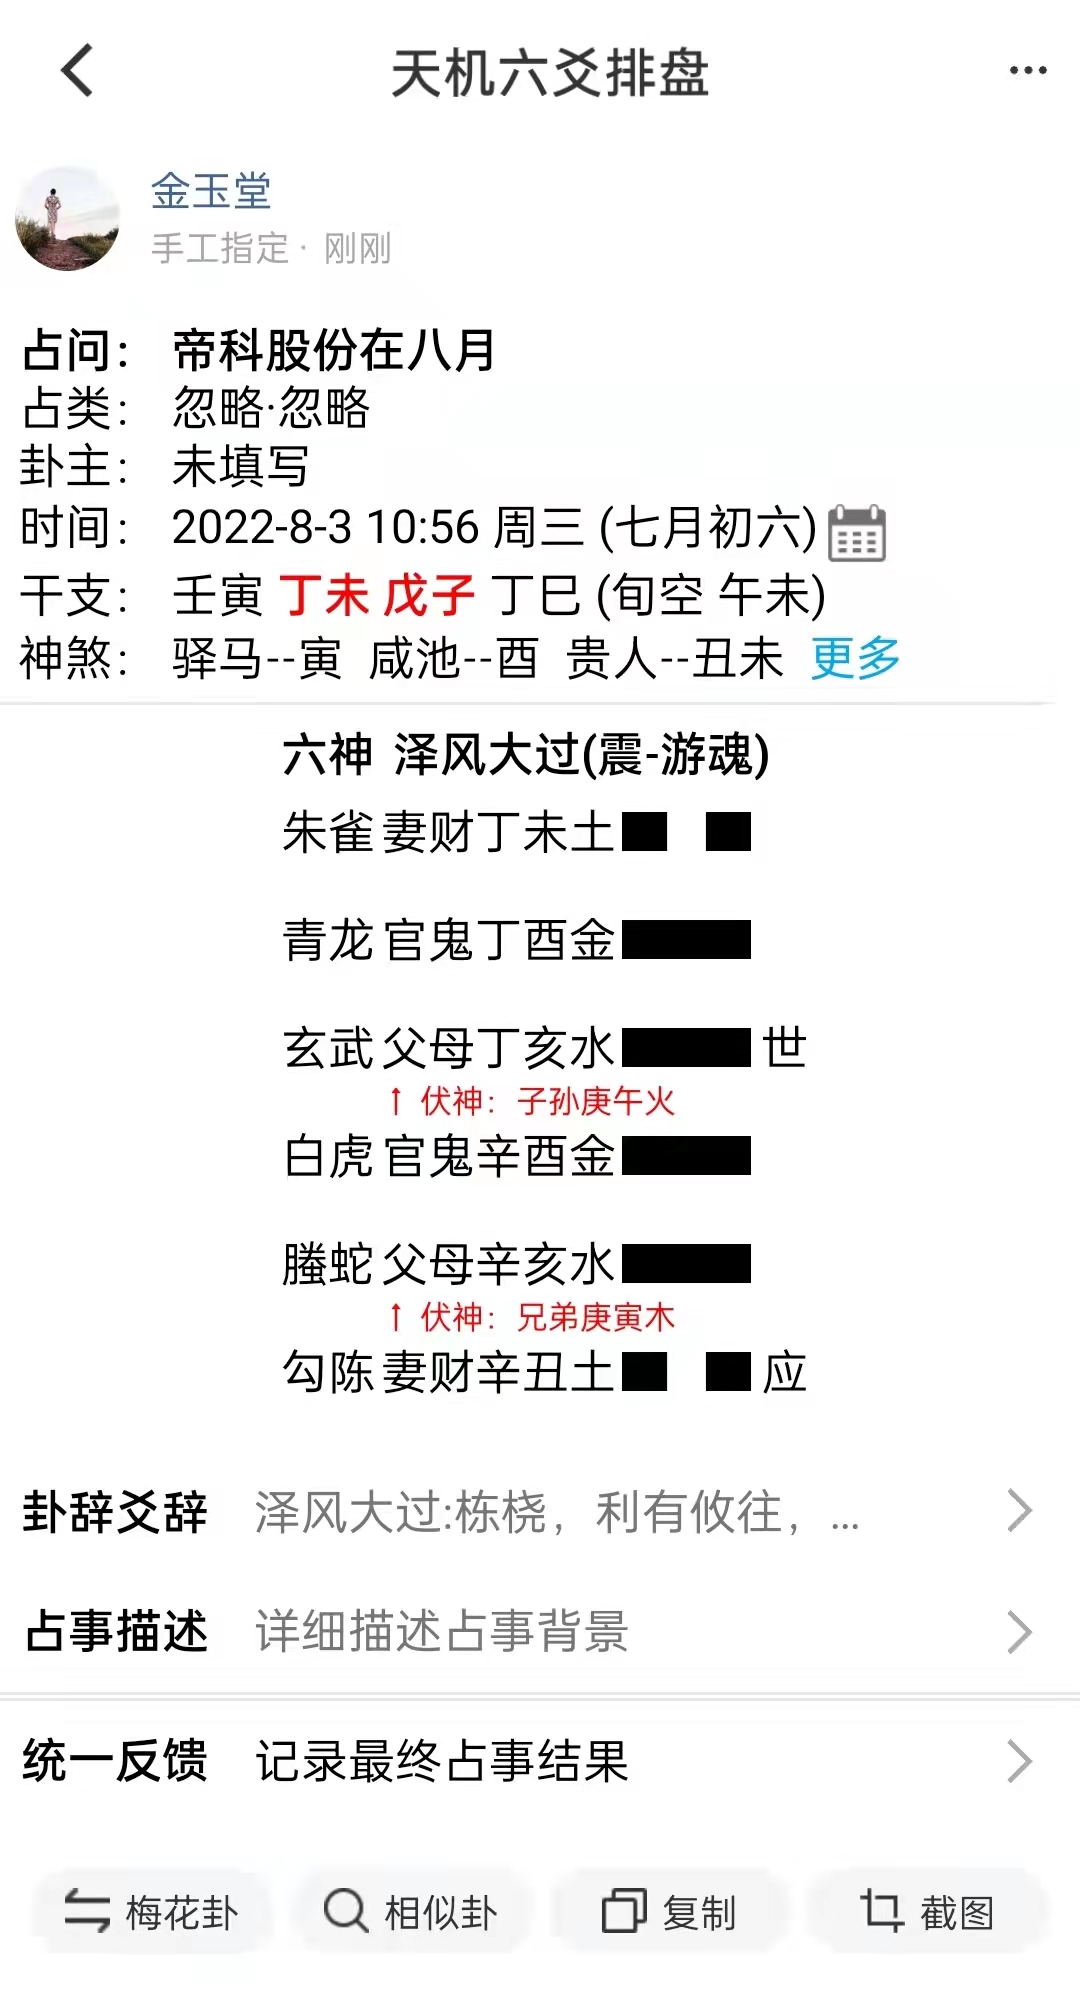 天机六爻排盘
金玉堂
手工指定· 刚刚
占问： 帝科股份在八月
占类： 忽略·忽略
卦主： 未填写
时间： 2022-8-3 10:56 周三 (七月初六)
干支： 壬寅 丁未 戊子 丁巳 (旬空 午未)
神煞： 驿马--寅 咸池--酉 贵人--丑未 更多
六神 泽风大过(震-游魂)
朱雀 妻财丁未土
青龙 官鬼丁酉金
玄武 父母丁亥水 世
↑ 伏神：子孙庚午火
白虎 官鬼辛酉金
螣蛇 父母辛亥水
↑ 伏神：兄弟庚寅木
勾陈 妻财辛丑土 应
卦辞爻辞 泽风大过:栋桡，利有攸往，...
占事描述 详细描述占事背景
统一反馈 记录最终占事结果
梅花卦 相似卦 复制 截图